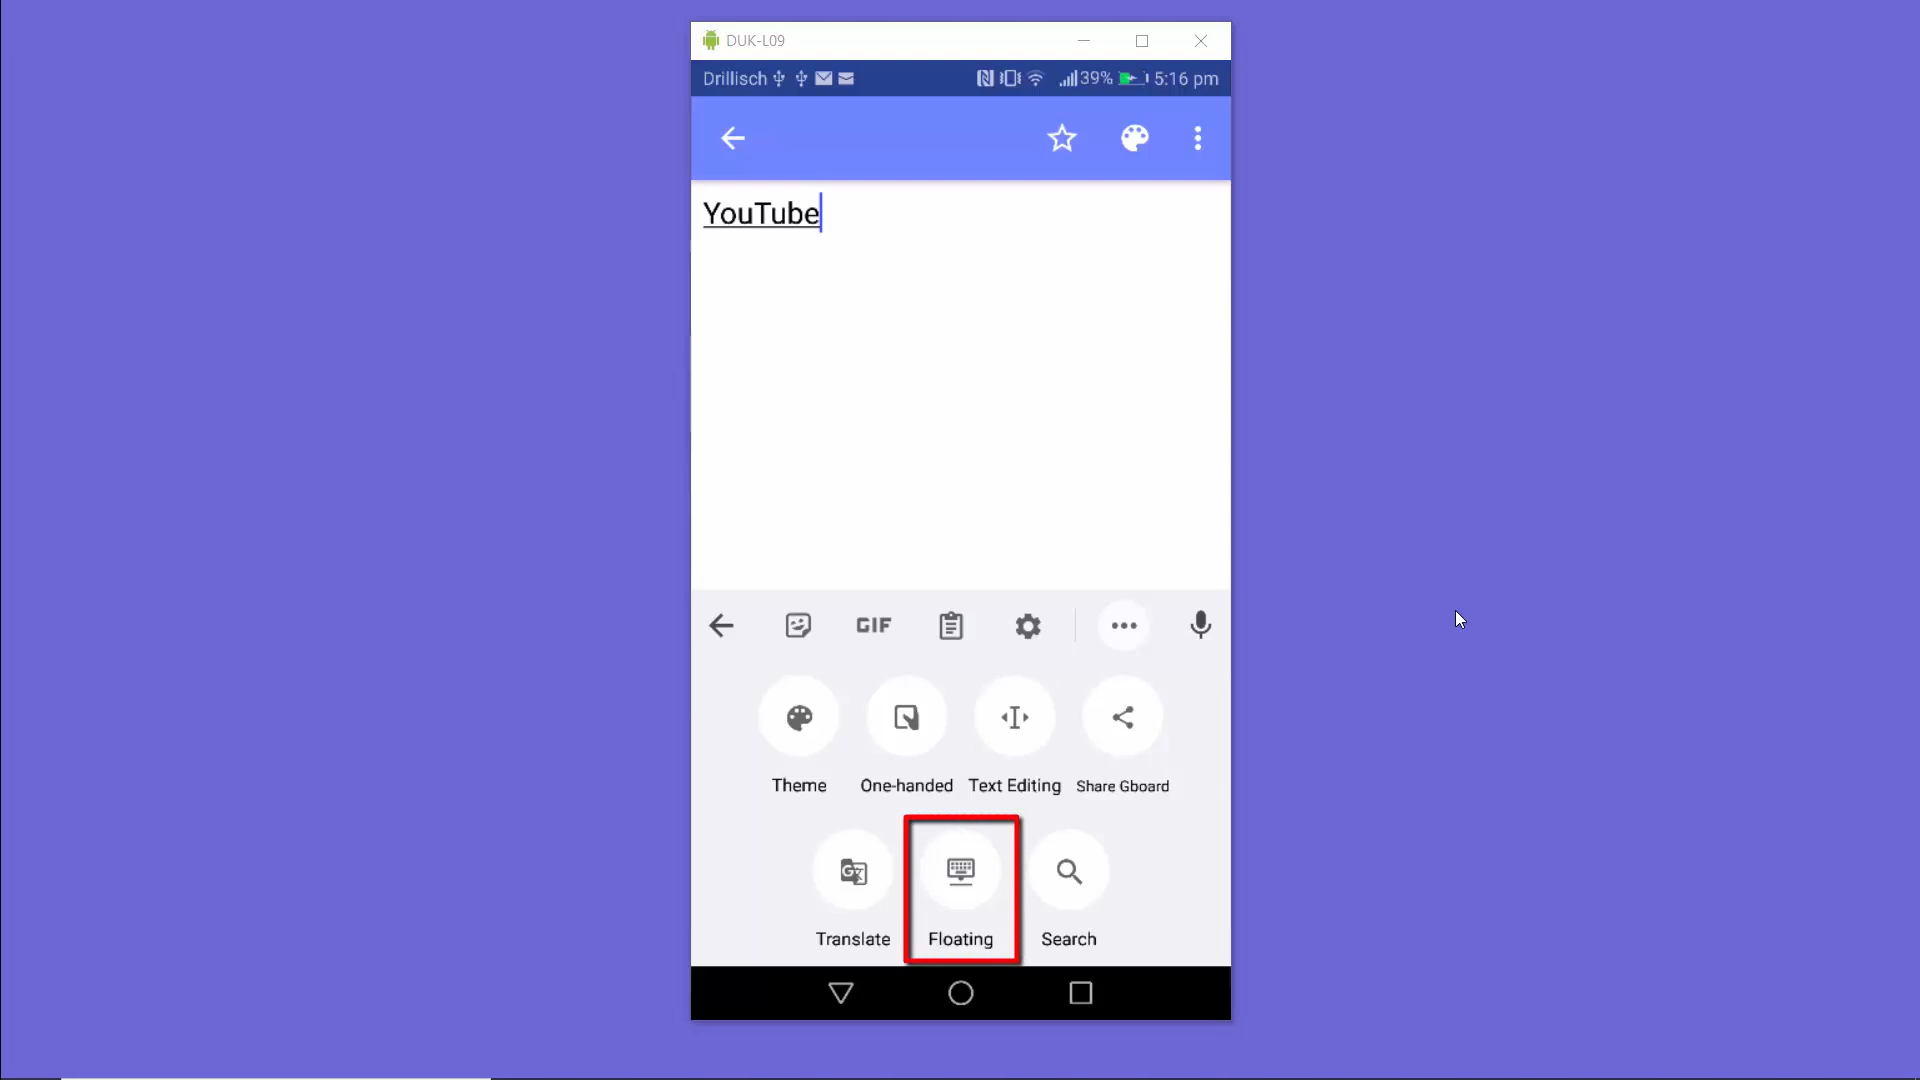 DUK-L09
Drillisch 39% 5:16 pm
YouTube
GIF
Theme One-handed Text Editing Share Gboard
Translate Floating Search